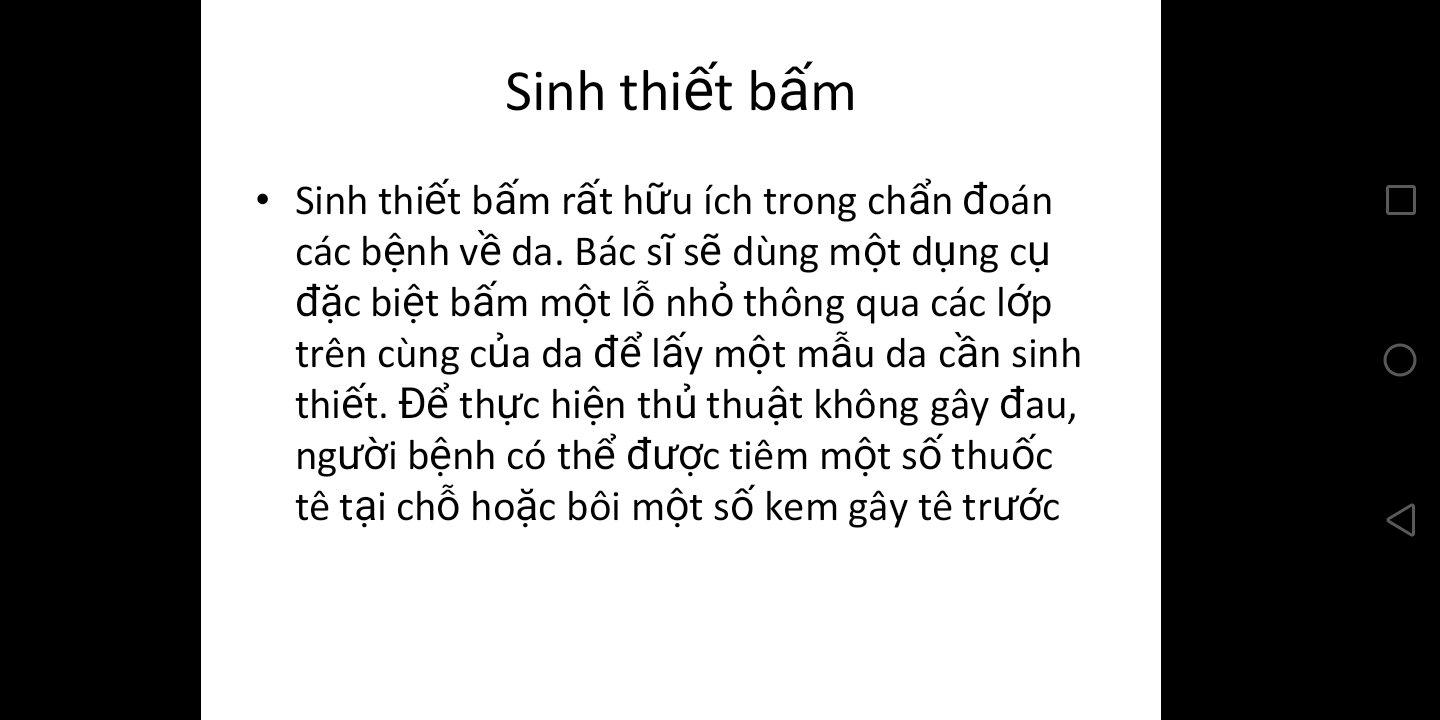 Sinh thiết bấm
• Sinh thiết bấm rất hữu ích trong chẩn đoán
các bệnh về da. Bác sĩ sẽ dùng một dụng cụ
đặc biệt bấm một lỗ nhỏ thông qua các lớp
trên cùng của da để lấy một mẫu da cần sinh
thiết. Để thực hiện thủ thuật không gây đau,
người bệnh có thể được tiêm một số thuốc
tê tại chỗ hoặc bôi một số kem gây tê trước